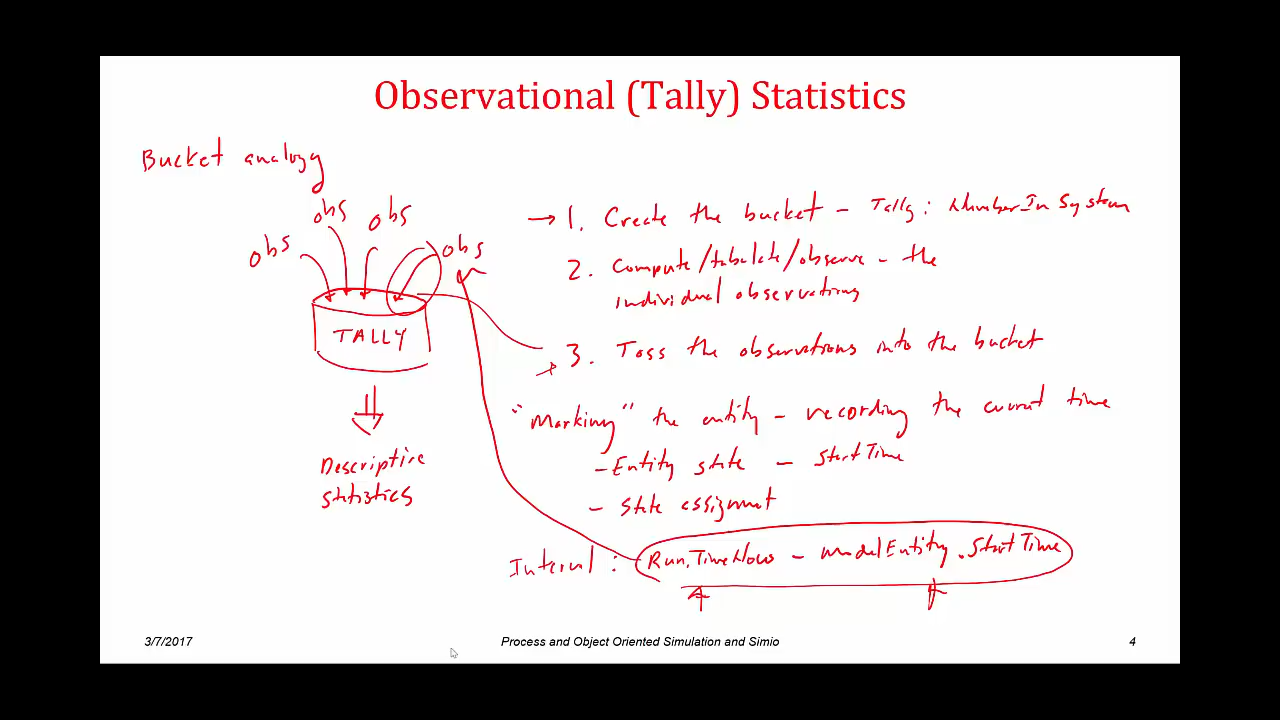 Observational (Tally) Statistics
Bucket analogy
obs obs obs obs
TALLY
Descriptive
statistics
→ 1. Create the bucket - Tally: NumberInSystem
2. Compute/tabulate/observe - the
individual observations
3. Toss the observations into the bucket
"Marking" the entity - recording the current time
- Entity state - StartTime
- State assignment
Interval: Run.TimeNow - modelEntity.StartTime
3/7/2017
Process and Object Oriented Simulation and Simio
4